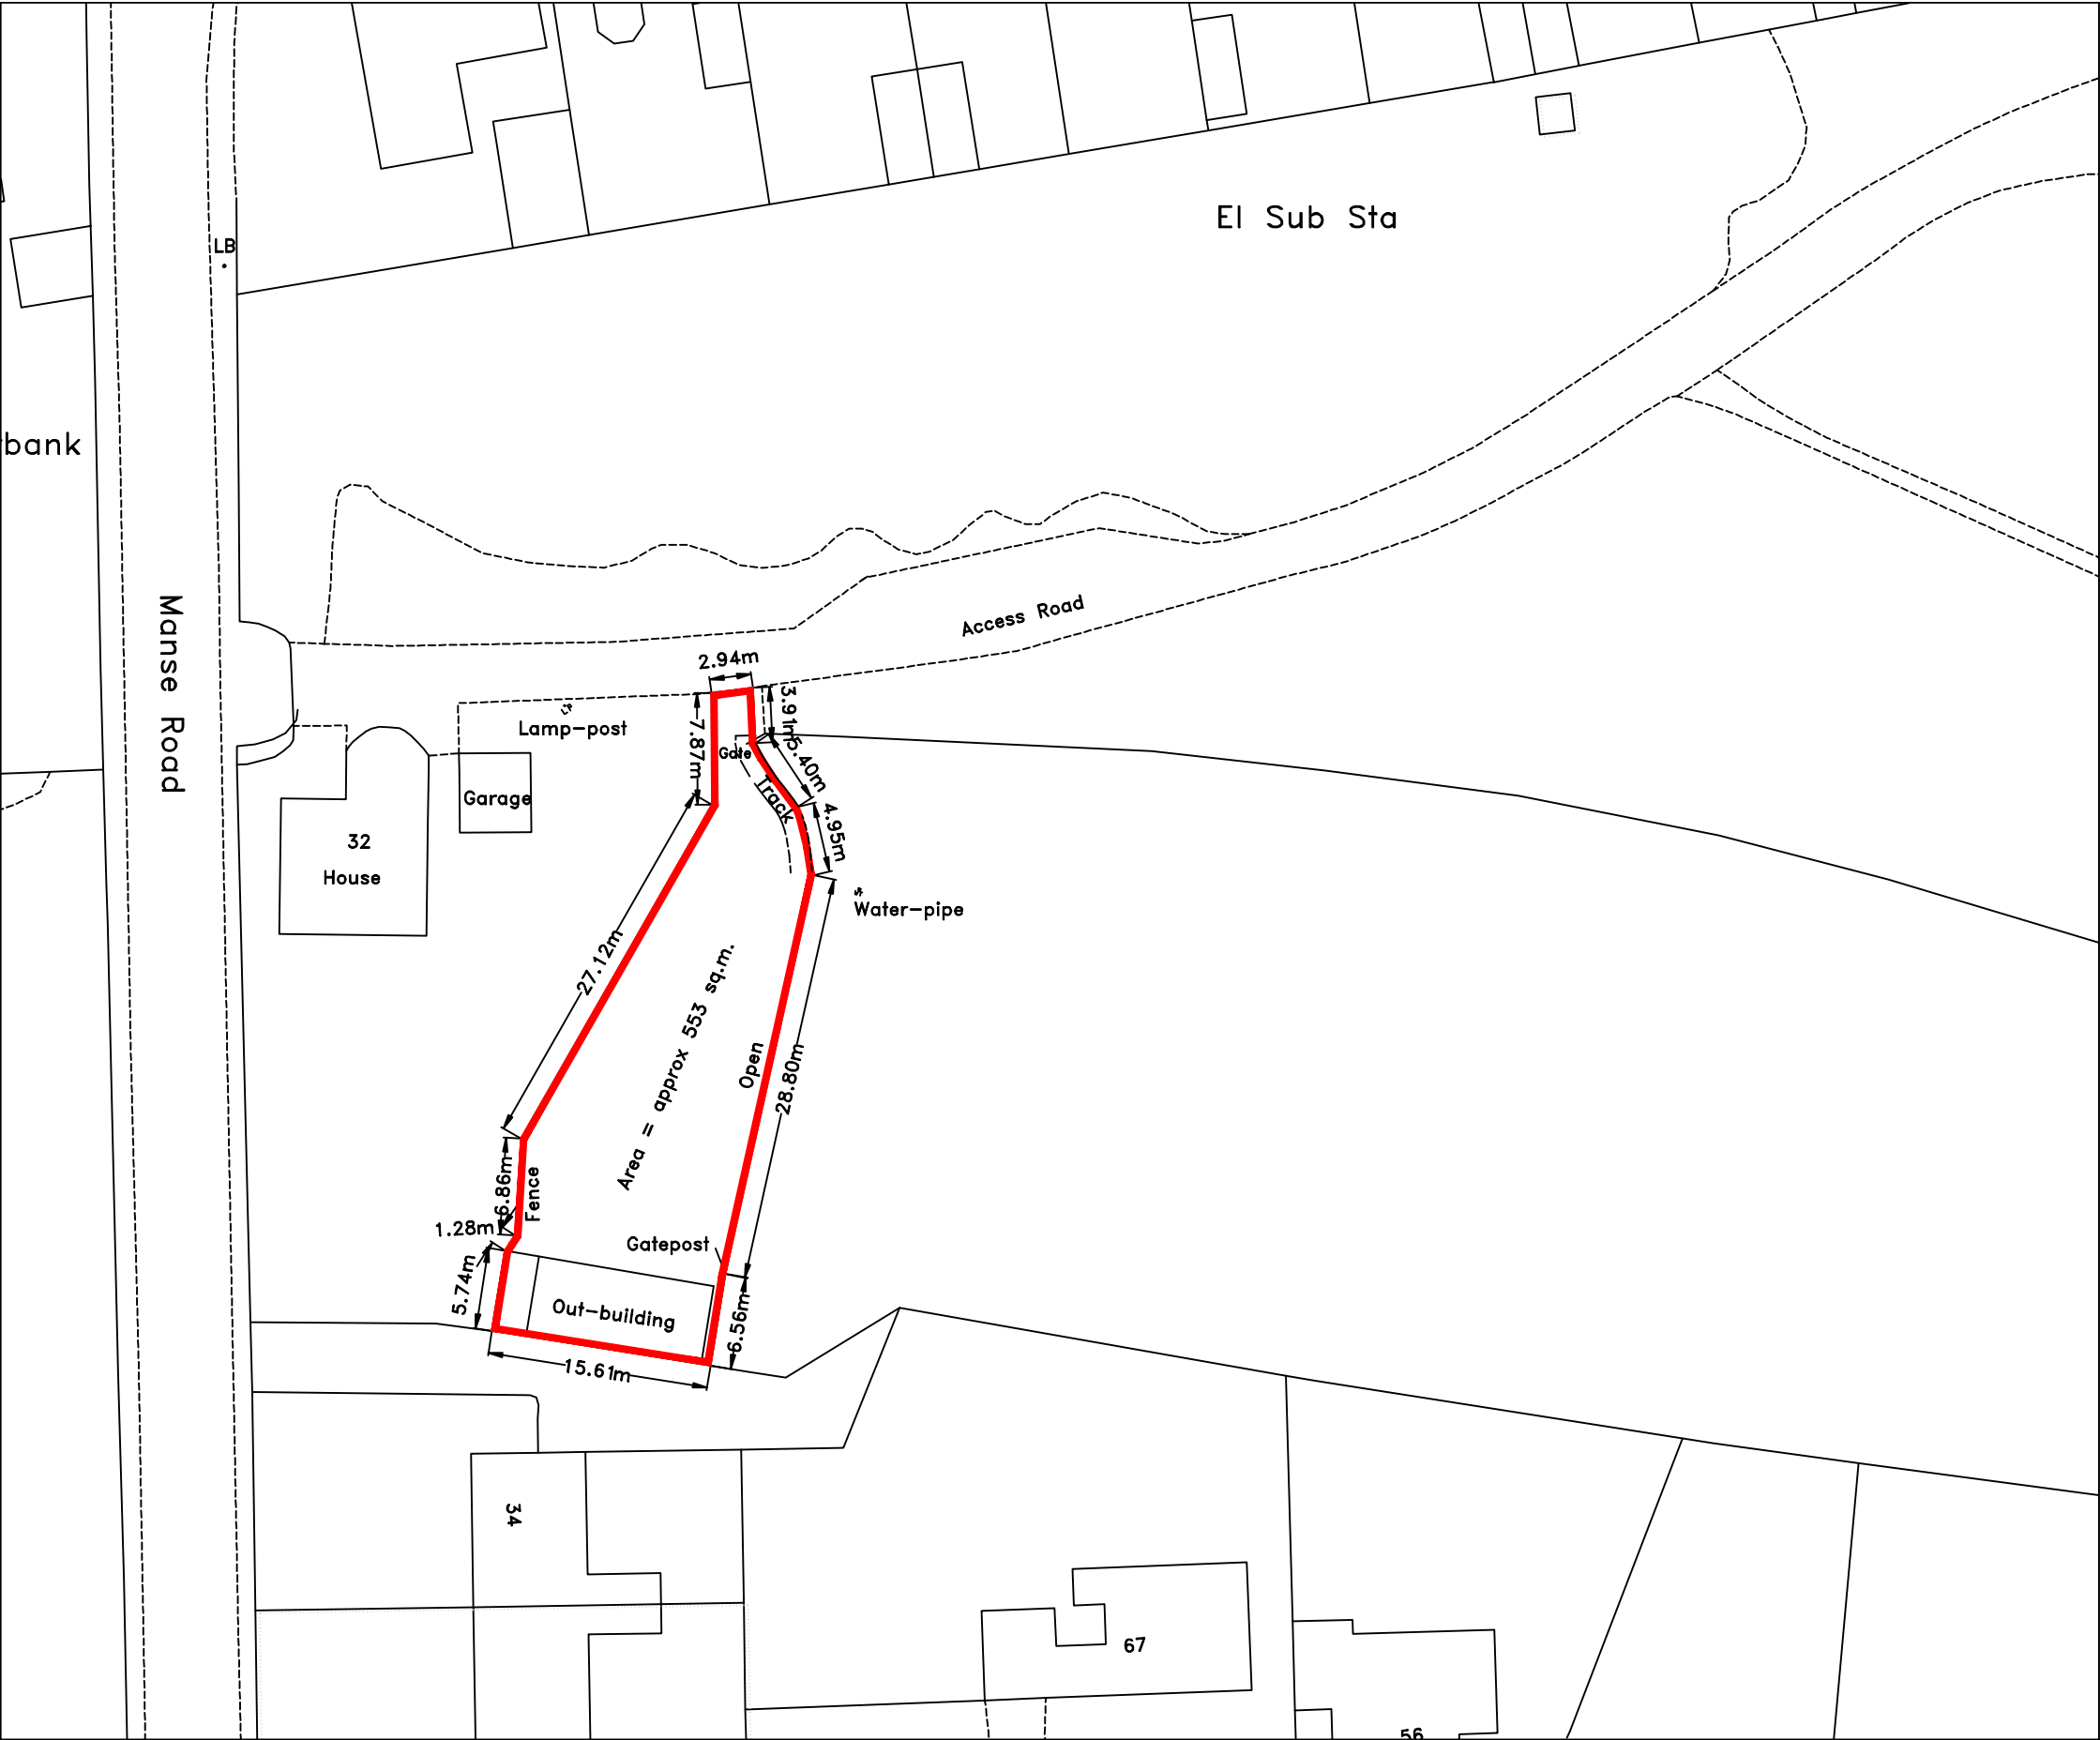 El Sub Sta
LB
rbank
Manse Road
Access Road
2.94m
3.91m
Lamp-post
7.87m
Gate
5.40m
Track
Garage
4.95m
32
House
Water-pipe
27.12m
Area = approx 553 sq.m.
Open
28.80m
6.86m
Fence
1.28m
Gatepost
5.74m
Out-building
6.56m
15.61m
34
67
56